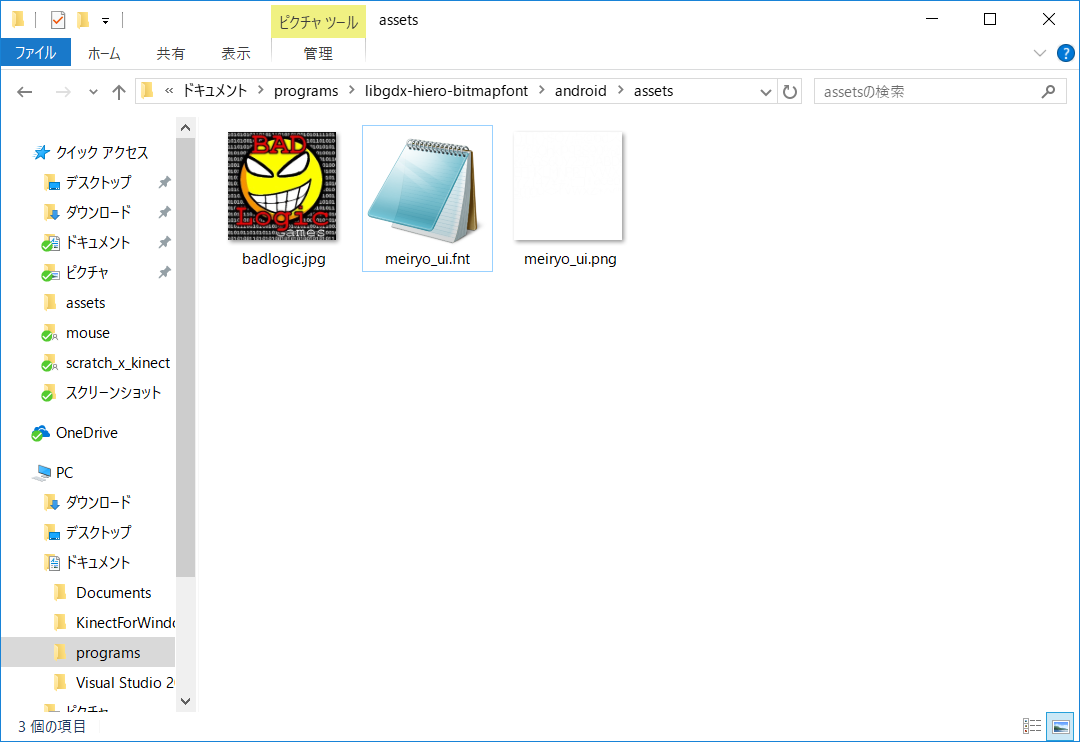 ピクチャ ツール
assets
ファイル
ホーム
共有
表示
管理
?
« ドキュメント > programs > libgdx-hiero-bitmapfont > android > assets
assetsの検索
クイック アクセス
デスクトップ
ダウンロード
ドキュメント
ピクチャ
assets
mouse
scratch_x_kinect
スクリーンショット
OneDrive
PC
ダウンロード
デスクトップ
ドキュメント
Documents
KinectForWindo
programs
Visual Studio 2
ピクチャ
BAD
Logic
Games
badlogic.jpg
meiryo_ui.fnt
meiryo_ui.png
3 個の項目